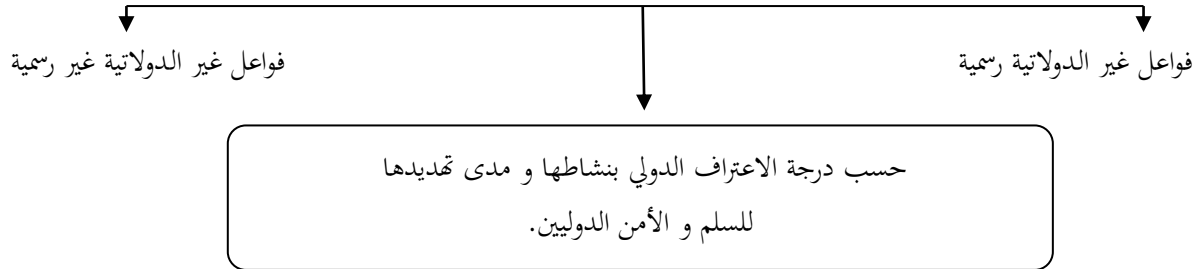 فواعل غير الدولاتية رسمية
فواعل غير الدولاتية غير رسمية
حسب درجة الاعتراف الدولي بنشاطها و مدى تهديدها
للسلم و الأمن الدوليين.